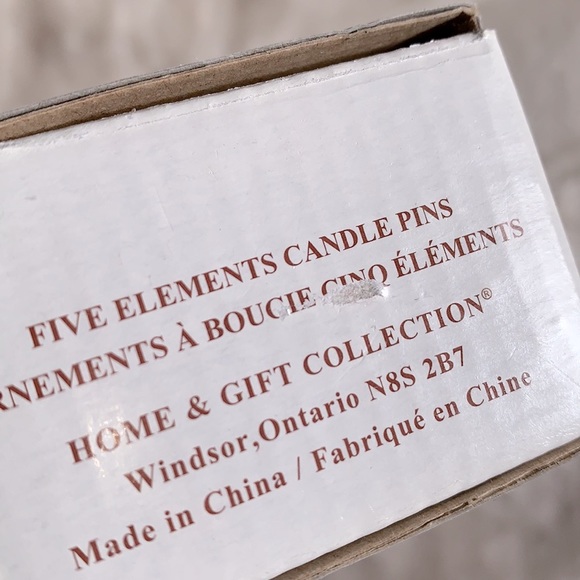 FIVE ELEMENTS CANDLE PINS
RNEMENTS À BOUCIE CINQ ÉLÉMENTS
HOME & GIFT COLLECTION®
Windsor,Ontario N8S 2B7
Made in China / Fabriqué en Chine